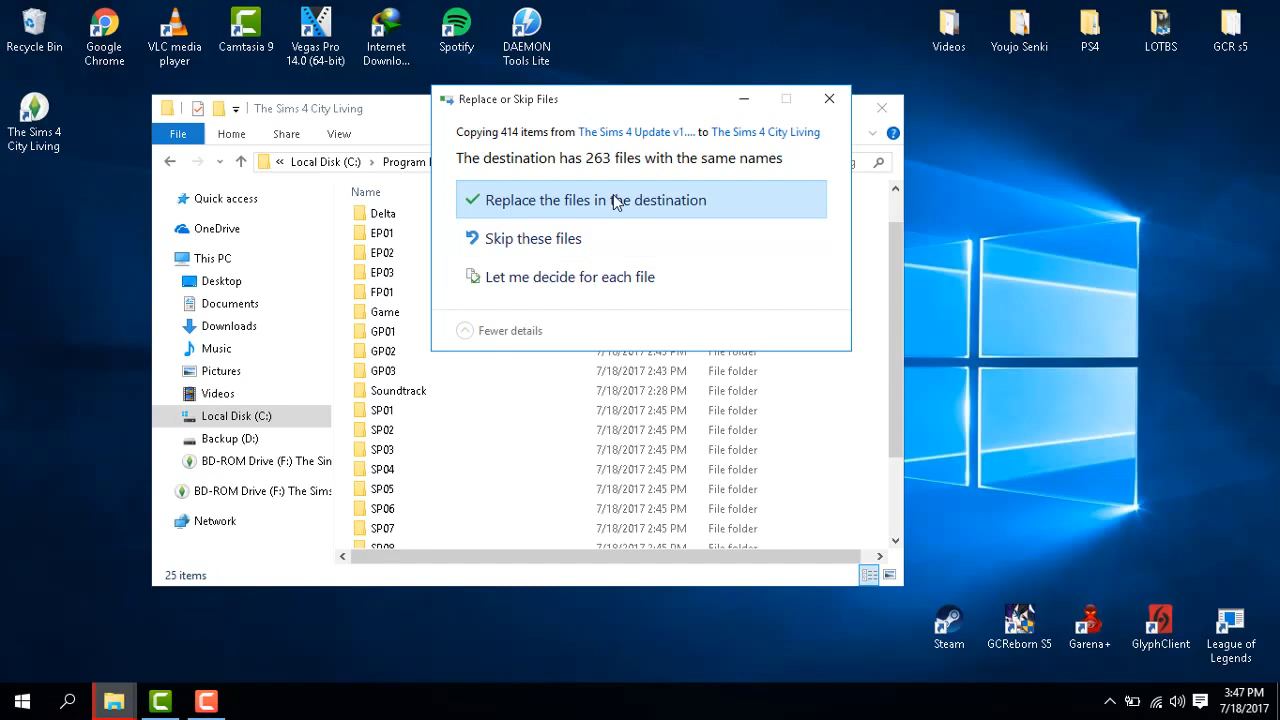 Recycle Bin
Google
Chrome
VLC media
player
Camtasia 9
Vegas Pro
14.0 (64-bit)
Internet
Downlo...
Spotify
DAEMON
Tools Lite
Videos
Youjo Senki
PS4
LOTBS
GCR s5
The Sims 4
City Living
The Sims 4 City Living
File
Home
Share
View
« Local Disk (C:) > Program
Replace or Skip Files
Copying 414 items from The Sims 4 Update v1.... to The Sims 4 City Living
The destination has 263 files with the same names
Replace the files in the destination
Skip these files
Let me decide for each file
Fewer details
Quick access
OneDrive
This PC
Desktop
Documents
Downloads
Music
Pictures
Videos
Local Disk (C:)
Backup (D:)
BD-ROM Drive (F:) The Sim
BD-ROM Drive (F:) The Sims
Network
Name
Delta
EP01
EP02
EP03
FP01
Game
GP01
GP02 7/18/2017 2:45 PM File folder
GP03 7/18/2017 2:43 PM File folder
Soundtrack 7/18/2017 2:28 PM File folder
SP01 7/18/2017 2:45 PM File folder
SP02 7/18/2017 2:45 PM File folder
SP03 7/18/2017 2:45 PM File folder
SP04 7/18/2017 2:45 PM File folder
SP05 7/18/2017 2:45 PM File folder
SP06 7/18/2017 2:45 PM File folder
SP07 7/18/2017 2:45 PM File folder
SP08 7/18/2017 2:45 PM File folder
25 items
Steam
GCReborn S5
Garena+
GlyphClient
League of
Legends
3:47 PM
7/18/2017